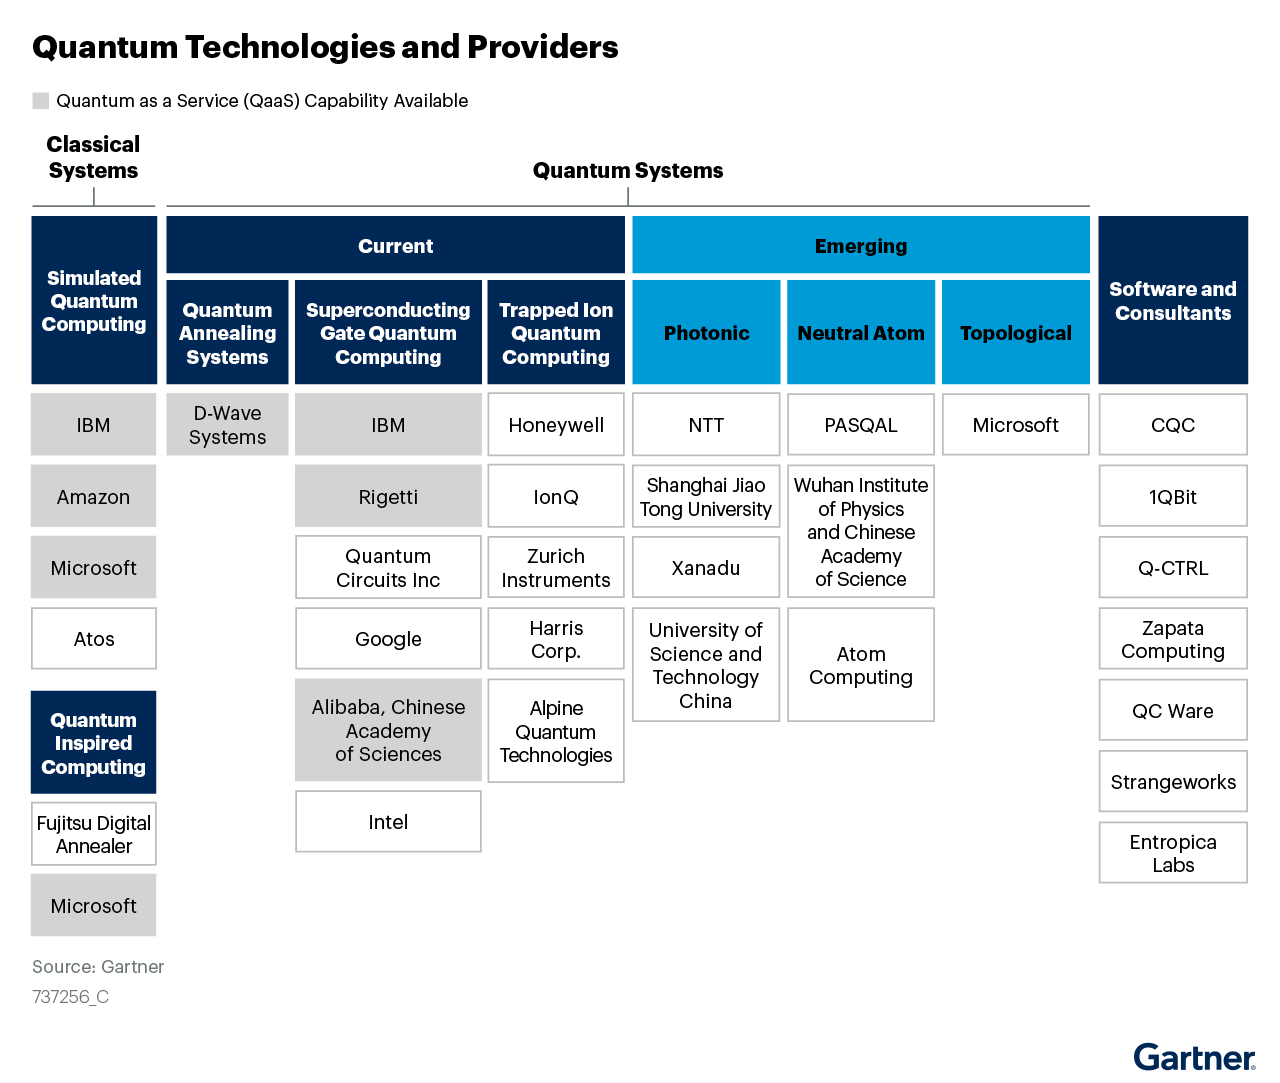 Quantum Technologies and Providers
Quantum as a Service (QaaS) Capability Available
Classical
Systems
Quantum Systems
Simulated
Quantum
Computing
Current
Emerging
Software and
Consultants
Quantum
Annealing
Systems
Superconducting
Gate Quantum
Computing
Trapped Ion
Quantum
Computing
Photonic
Neutral Atom
Topological
IBM
D-Wave
Systems
IBM
Honeywell
NTT
PASQAL
Microsoft
CQC
Amazon
Rigetti
IonQ
Shanghai Jiao
Tong University
Wuhan Institute
of Physics
and Chinese
Academy
of Science
1QBit
Microsoft
Quantum
Circuits Inc
Zurich
Instruments
Xanadu
Q-CTRL
Atos
Google
Harris
Corp.
University of
Science and
Technology
China
Atom
Computing
Zapata
Computing
Quantum
Inspired
Computing
Alibaba, Chinese
Academy
of Sciences
Alpine
Quantum
Technologies
QC Ware
Strangeworks
Fujitsu Digital
Annealer
Intel
Entropica
Labs
Microsoft
Source: Gartner
737256_C
Gartner®